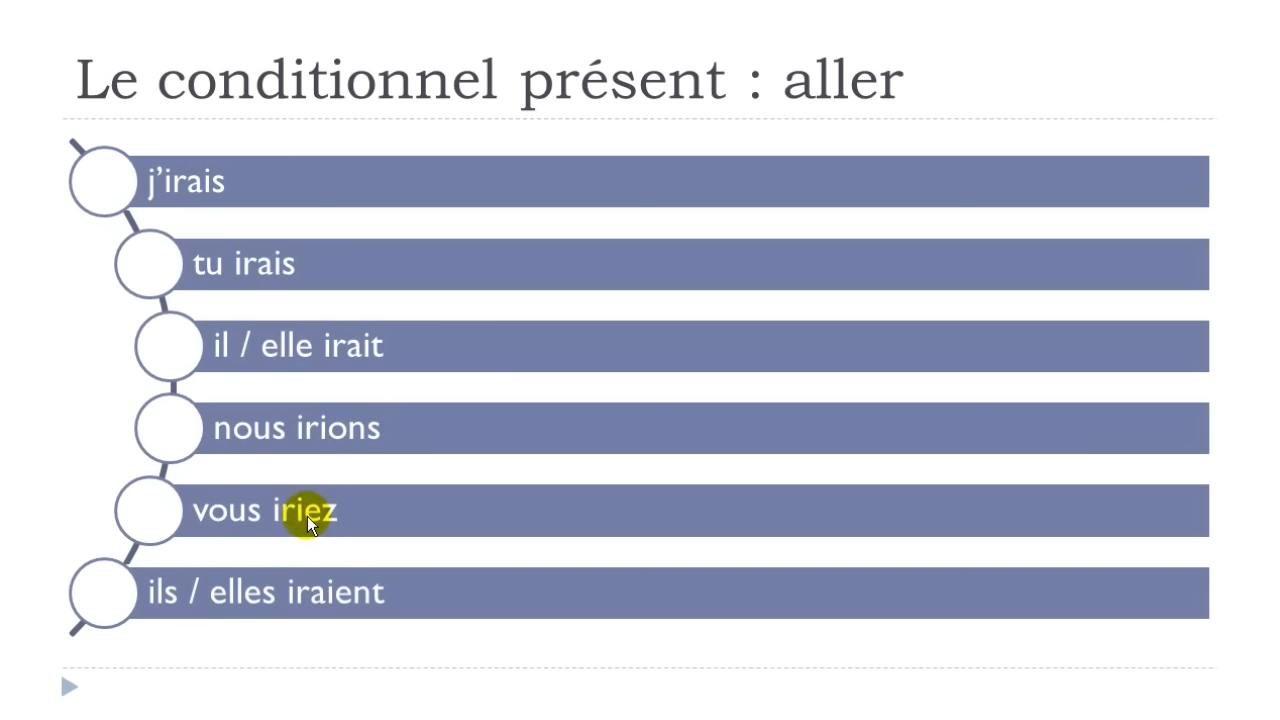 Le conditionnel présent : aller
j’irais
tu irais
il / elle irait
nous irions
vous iriez
ils / elles iraient